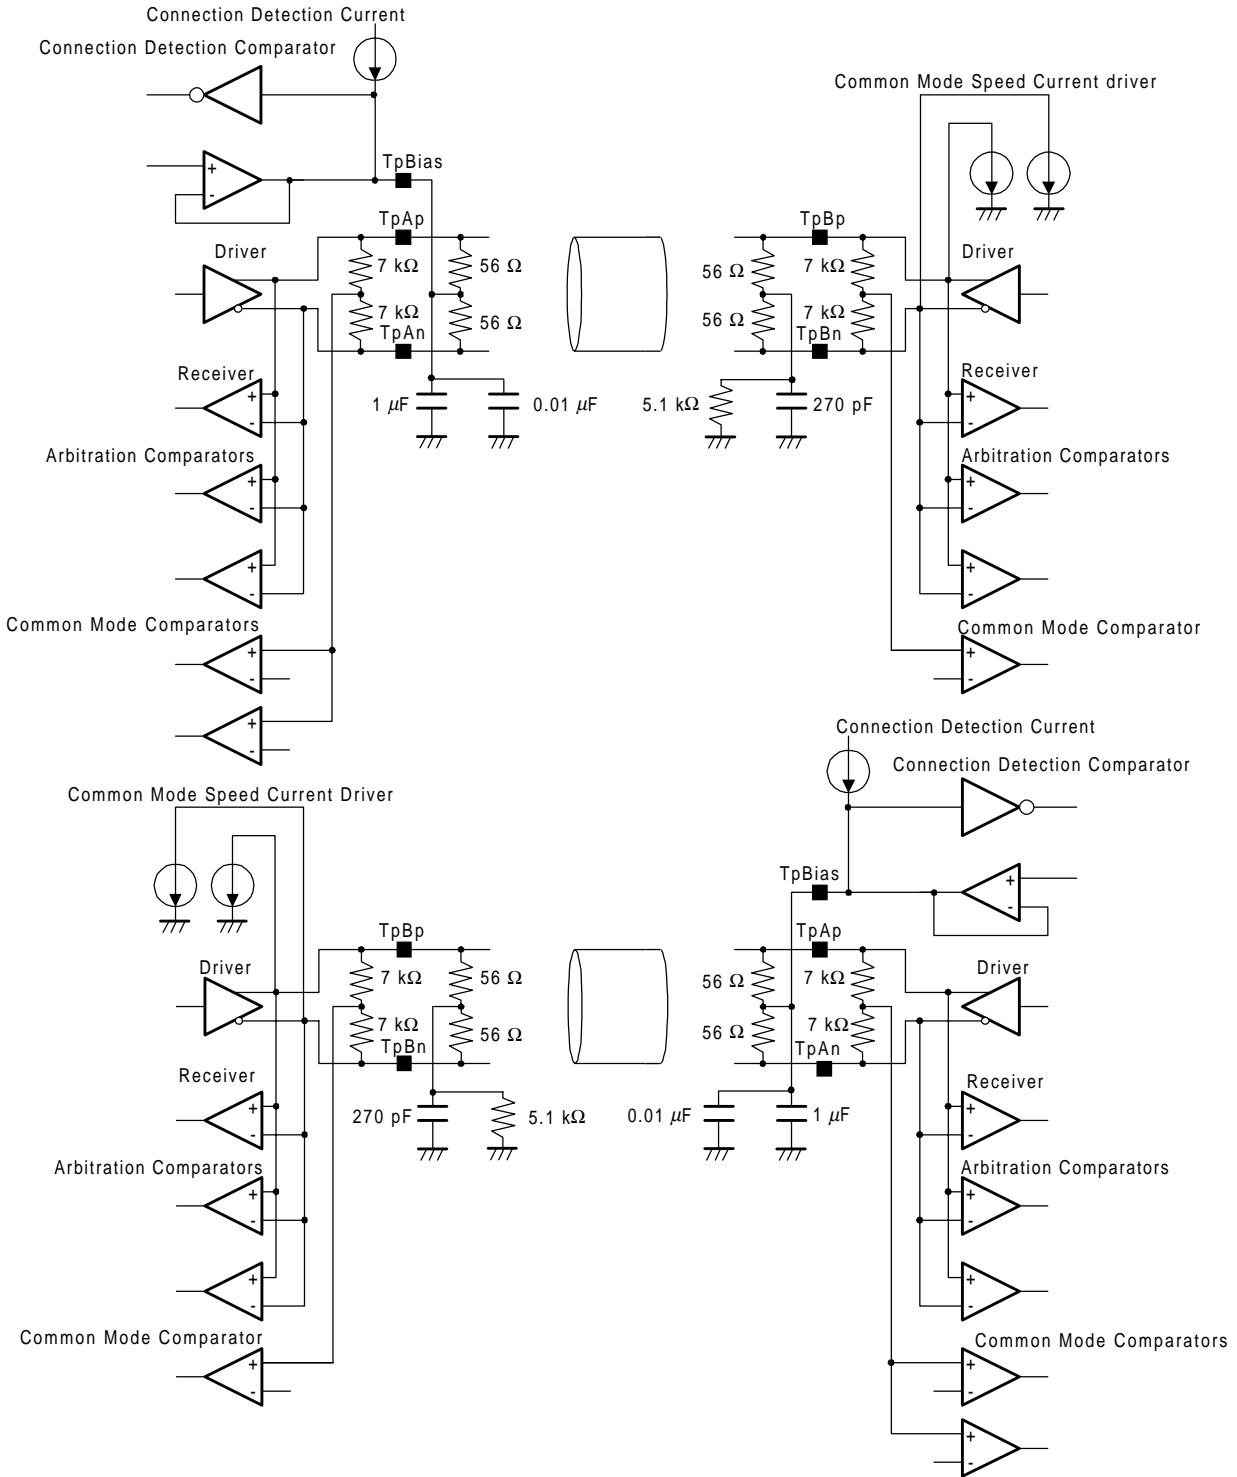 Connection Detection Current
Connection Detection Comparator
Common Mode Speed Current driver
+
-
TpBias
TpAp
TpBp
Driver
7 kΩ
56 Ω
56 Ω
7 kΩ
Driver
7 kΩ
56 Ω
56 Ω
7 kΩ
TpAn
TpBn
Receiver
+
-
1 µF
0.01 µF
5.1 kΩ
270 pF
Receiver
+
-
Arbitration Comparators
+
-
+
-
Arbitration Comparators
+
-
+
-
Common Mode Comparators
+
-
+
-
Common Mode Comparator
+
-
Connection Detection Current
Connection Detection Comparator
Common Mode Speed Current Driver
TpBias
+
-
TpBp
TpAp
Driver
7 kΩ
56 Ω
56 Ω
7 kΩ
Driver
7 kΩ
56 Ω
56 Ω
7 kΩ
TpBn
TpAn
Receiver
+
-
270 pF
5.1 kΩ
0.01 µF
1 µF
Receiver
+
-
Arbitration Comparators
+
-
+
-
Arbitration Comparators
+
-
+
-
Common Mode Comparator
+
-
Common Mode Comparators
+
-
+
-